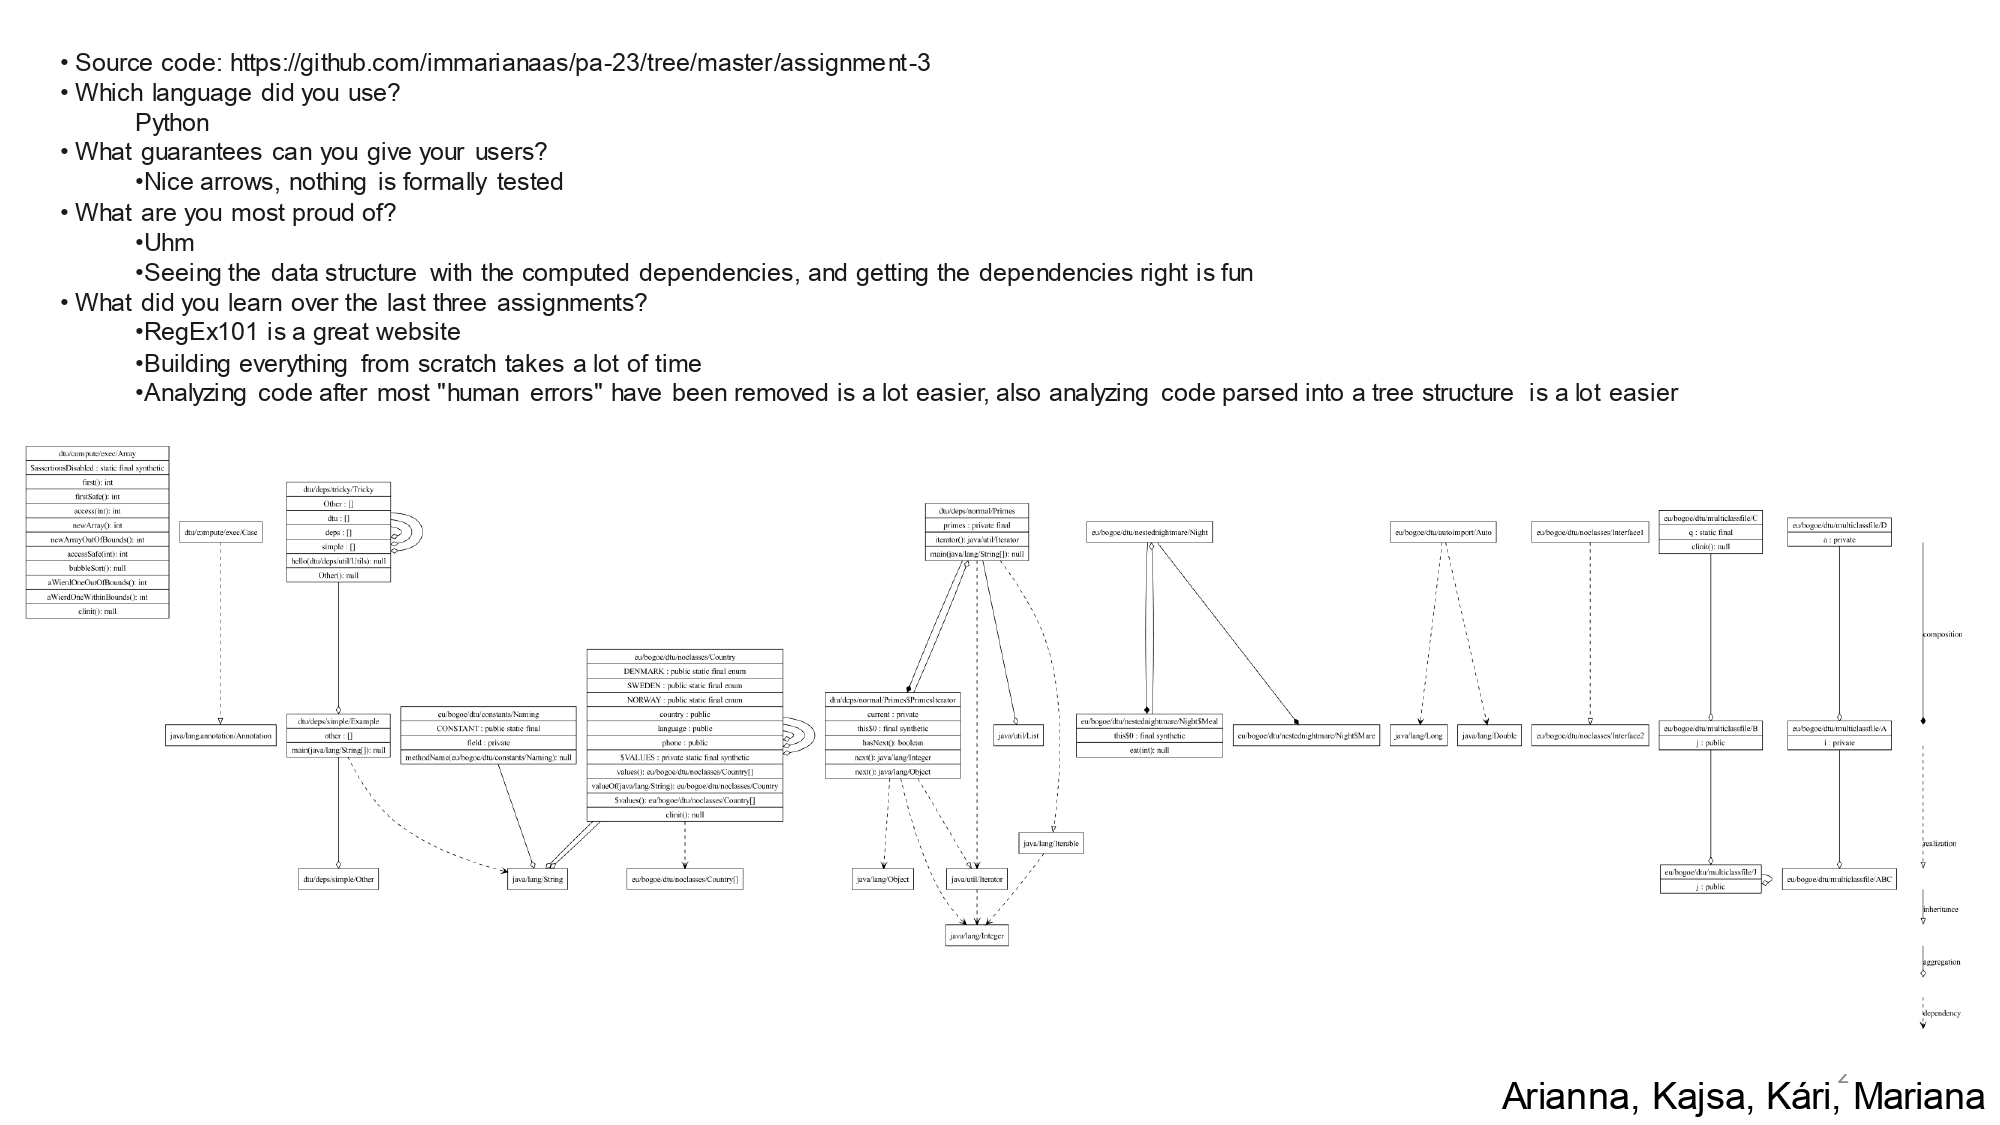 • Source code: https://github.com/immarianaas/pa-23/tree/master/assignment-3
• Which language did you use?
Python
• What guarantees can you give your users?
•Nice arrows, nothing is formally tested
• What are you most proud of?
•Uhm
•Seeing the data structure with the computed dependencies, and getting the dependencies right is fun
• What did you learn over the last three assignments?
•RegEx101 is a great website
•Building everything from scratch takes a lot of time
•Analyzing code after most "human errors" have been removed is a lot easier, also analyzing code parsed into a tree structure is a lot easier
dtu/compute/exec/Array
$assertionsDisabled : static final synthetic
first(): int
firstSafe(): int
access(int): int
newArray(): int
newArrayOutOfBounds(): int
accessSafe(int): int
bubbleSort(): null
aWierdOneOutOfBounds(): int
aWierdOneWithinBounds(): int
clinit(): null
dtu/compute/exec/Case
java/lang/annotation/Annotation
dtu/deps/tricky/Tricky
Other : []
dtu : []
deps : []
simple : []
hello(dtu/deps/util/Utils): null
Other(): null
dtu/deps/simple/Example
other : []
main(java/lang/String[]): null
dtu/deps/simple/Other
eu/bogoe/dtu/constants/Naming
CONSTANT : public static final
field : private
methodName(eu/bogoe/dtu/constants/Naming): null
java/lang/String
eu/bogoe/dtu/noclasses/Country
DENMARK : public static final enum
SWEDEN : public static final enum
NORWAY : public static final enum
country : public
language : public
phone : public
$VALUES : private static final synthetic
values(): eu/bogoe/dtu/noclasses/Country[]
valueOf(java/lang/String): eu/bogoe/dtu/noclasses/Country
$values(): eu/bogoe/dtu/noclasses/Country[]
clinit(): null
eu/bogoe/dtu/noclasses/Country[]
dtu/deps/normal/Primes
primes : private final
iterator(): java/util/Iterator
main(java/lang/String[]): null
dtu/deps/normal/Primes$PrimesIterator
current : private
this$0 : final synthetic
hasNext(): boolean
next(): java/lang/Integer
next(): java/lang/Object
java/util/List
java/lang/Iterable
java/lang/Object
java/util/Iterator
java/lang/Integer
eu/bogoe/dtu/nestednightmare/Night
eu/bogoe/dtu/nestednightmare/Night$Meal
this$0 : final synthetic
eat(int): null
eu/bogoe/dtu/nestednightmare/Night$Mare
eu/bogoe/dtu/autoimport/Auto
java/lang/Long
java/lang/Double
eu/bogoe/dtu/noclasses/Interface1
eu/bogoe/dtu/noclasses/Interface2
eu/bogoe/dtu/multiclassfile/C
q : static final
clinit(): null
eu/bogoe/dtu/multiclassfile/B
j : public
eu/bogoe/dtu/multiclassfile/J
j : public
eu/bogoe/dtu/multiclassfile/D
o : private
eu/bogoe/dtu/multiclassfile/A
i : private
eu/bogoe/dtu/multiclassfile/ABC
composition
realization
inheritance
aggregation
dependency
2
Arianna, Kajsa, Kári, Mariana